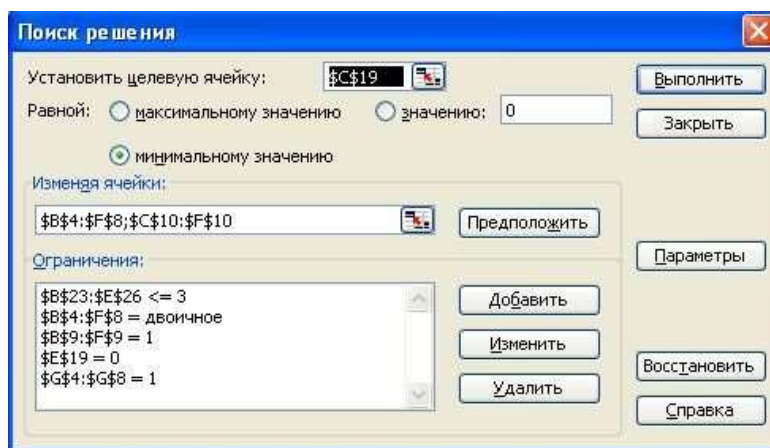 Поиск решения
Установить целевую ячейку: $C$19 Выполнить
Равной: максимальному значению значению: 0 Закрыть
минимальному значению
Изменяя ячейки:
$B$4:$F$8;$C$10:$F$10 Предположить
Ограничения: Параметры
$B$23:$E$26 <= 3 Добавить
$B$4:$F$8 = двоичное
$B$9:$F$9 = 1 Изменить
$E$19 = 0 Восстановить
$G$4:$G$8 = 1 Удалить
Справка